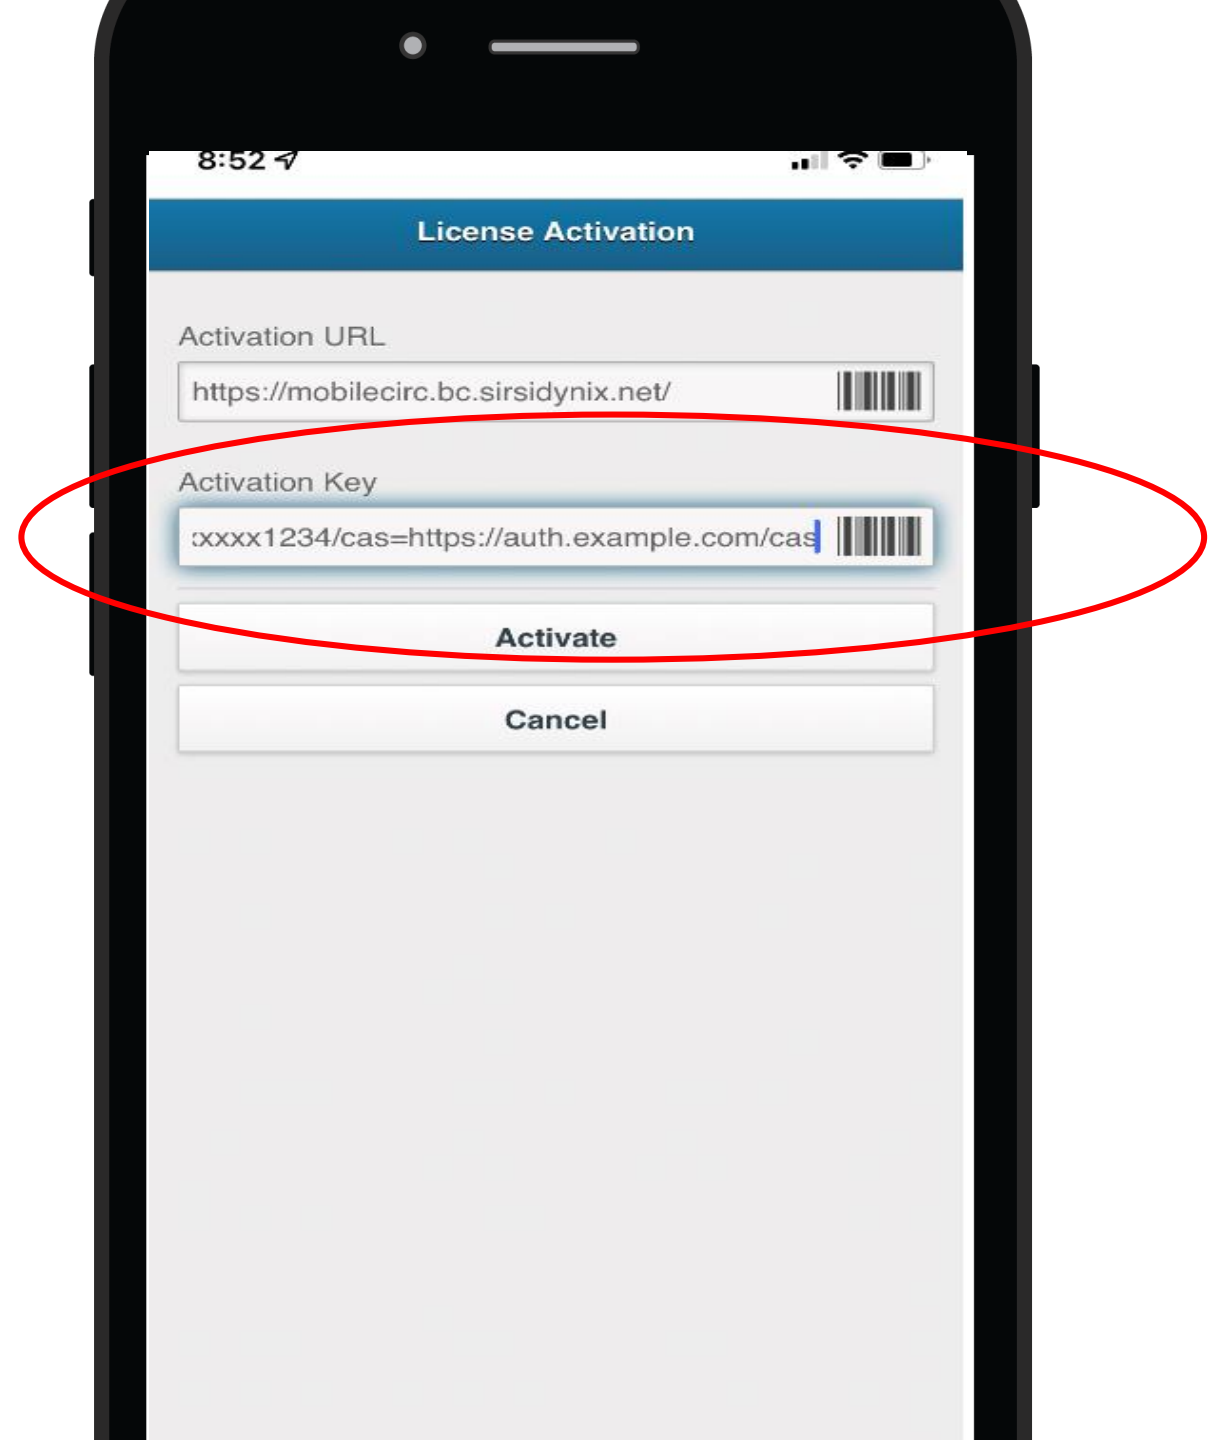 8:52
License Activation
Activation URL
https://mobilecirc.bc.sirsidynix.net/
Activation Key
xxxx1234/cas=https://auth.example.com/cas
Activate
Cancel